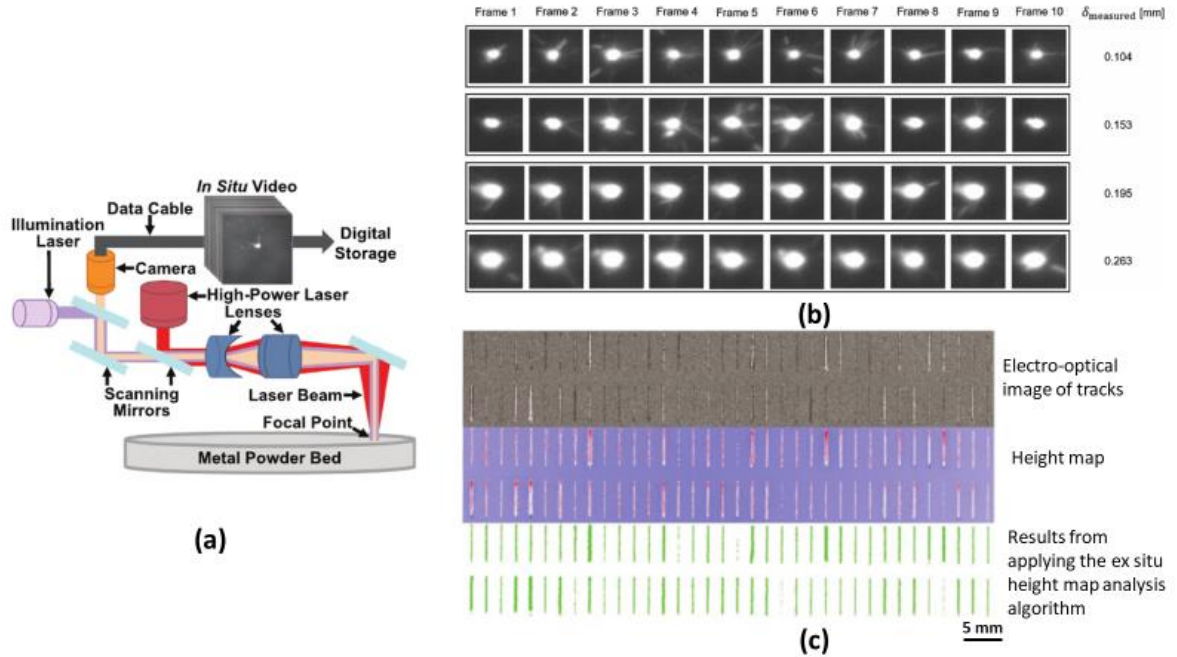 In Situ Video
Data Cable
Illumination
Laser
Digital
Storage
Camera
High-Power Laser
Lenses
Scanning
Mirrors
Laser Beam
Focal Point
Metal Powder Bed
(a)
Frame 1 Frame 2 Frame 3 Frame 4 Frame 5 Frame 6 Frame 7 Frame 8 Frame 9 Frame 10 δmeasured [mm]
0.104
0.153
0.195
0.263
(b)
Electro-optical
image of tracks
Height map
Results from
applying the ex situ
height map analysis
algorithm
5 mm
(c)